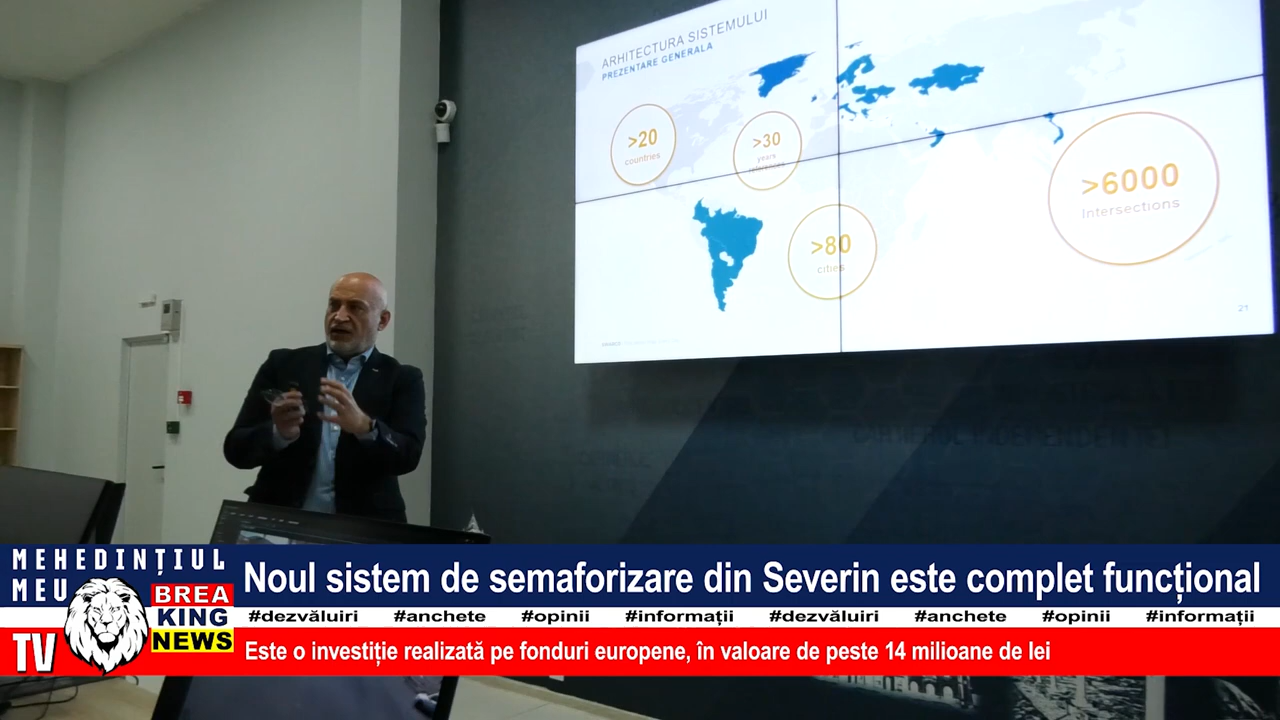 ARHITECTURA SISTEMULUI
PREZENTARE GENERALA
>20
countries
>30
years
references
>80
cities
>6000
Intersections
21
MEHEDINȚIUL
MEU
TV
BREA
KING
NEWS
Noul sistem de semaforizare din Severin este complet funcțional
#dezvăluiri #anchete #opinii #informații #dezvăluiri #anchete #opinii #informații
Este o investiție realizată pe fonduri europene, în valoare de peste 14 milioane de lei